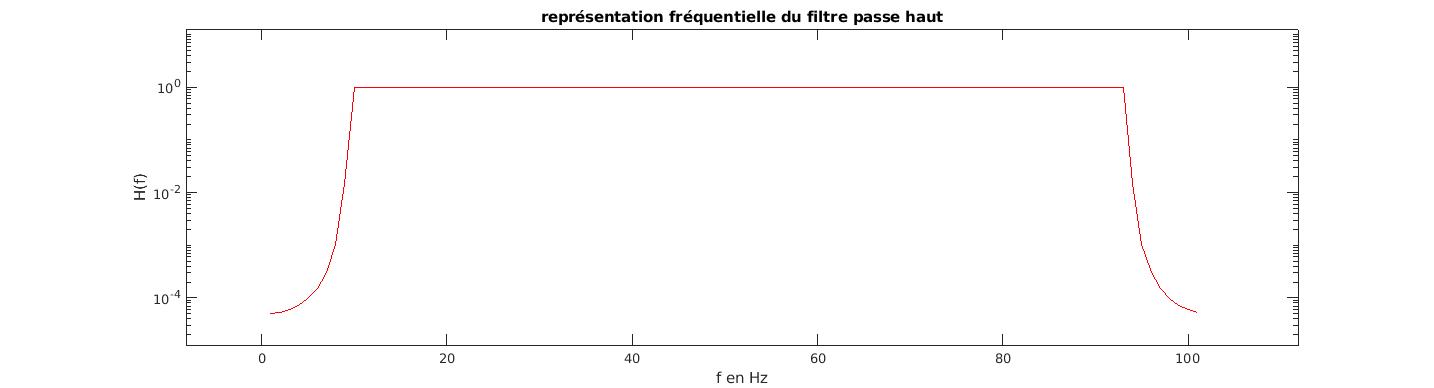 représentation fréquentielle du filtre passe haut
10^0
10^-2
10^-4
H(f)
0 20 40 60 80 100
f en Hz